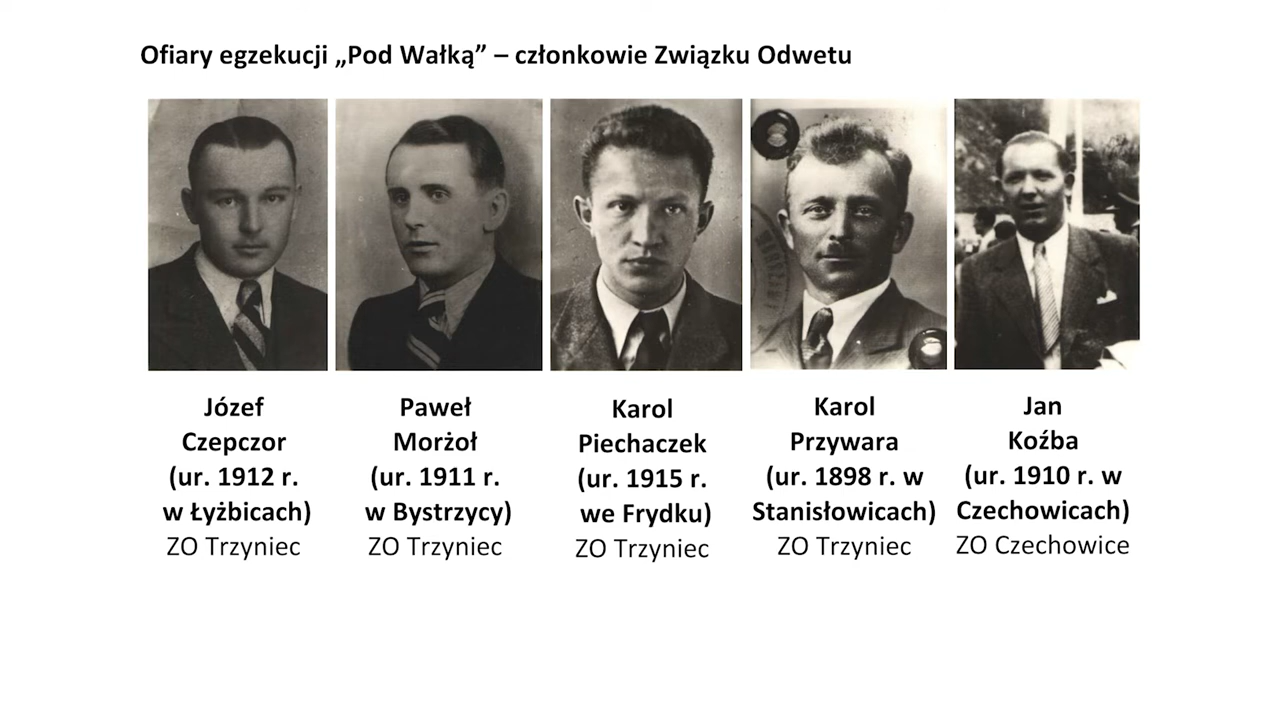 Ofiary egzekucji „Pod Wałką” – członkowie Związku Odwetu
Józef
Czepczor
(ur. 1912 r.
w Łyżbicach)
ZO Trzyniec
Paweł
Morżoł
(ur. 1911 r.
w Bystrzycy)
ZO Trzyniec
Karol
Piechaczek
(ur. 1915 r.
we Frydku)
ZO Trzyniec
Karol
Przywara
(ur. 1898 r. w
Stanisłowicach)
ZO Trzyniec
Jan
Koźba
(ur. 1910 r. w
Czechowicach)
ZO Czechowice